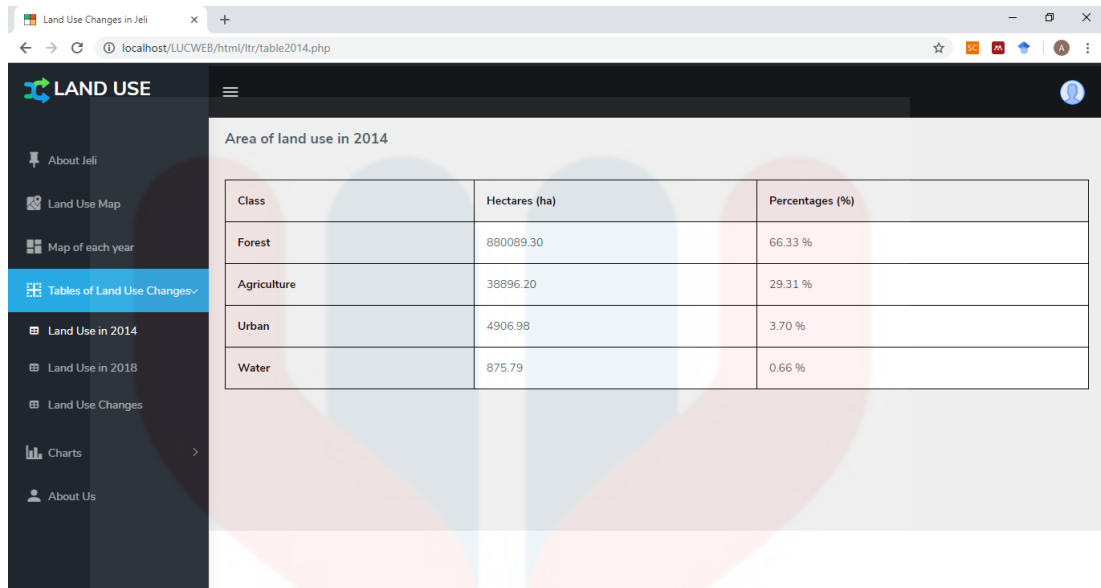 Land Use Changes in Jeli
localhost/LUCWEB/html/ltr/table2014.php
SC
A
LAND USE
About Jeli
Land Use Map
Map of each year
Tables of Land Use Changes
Land Use in 2014
Land Use in 2018
Land Use Changes
Charts
About Us
Area of land use in 2014
Class Hectares (ha) Percentages (%)
Forest 880089.30 66.33 %
Agriculture 38896.20 29.31 %
Urban 4906.98 3.70 %
Water 875.79 0.66 %